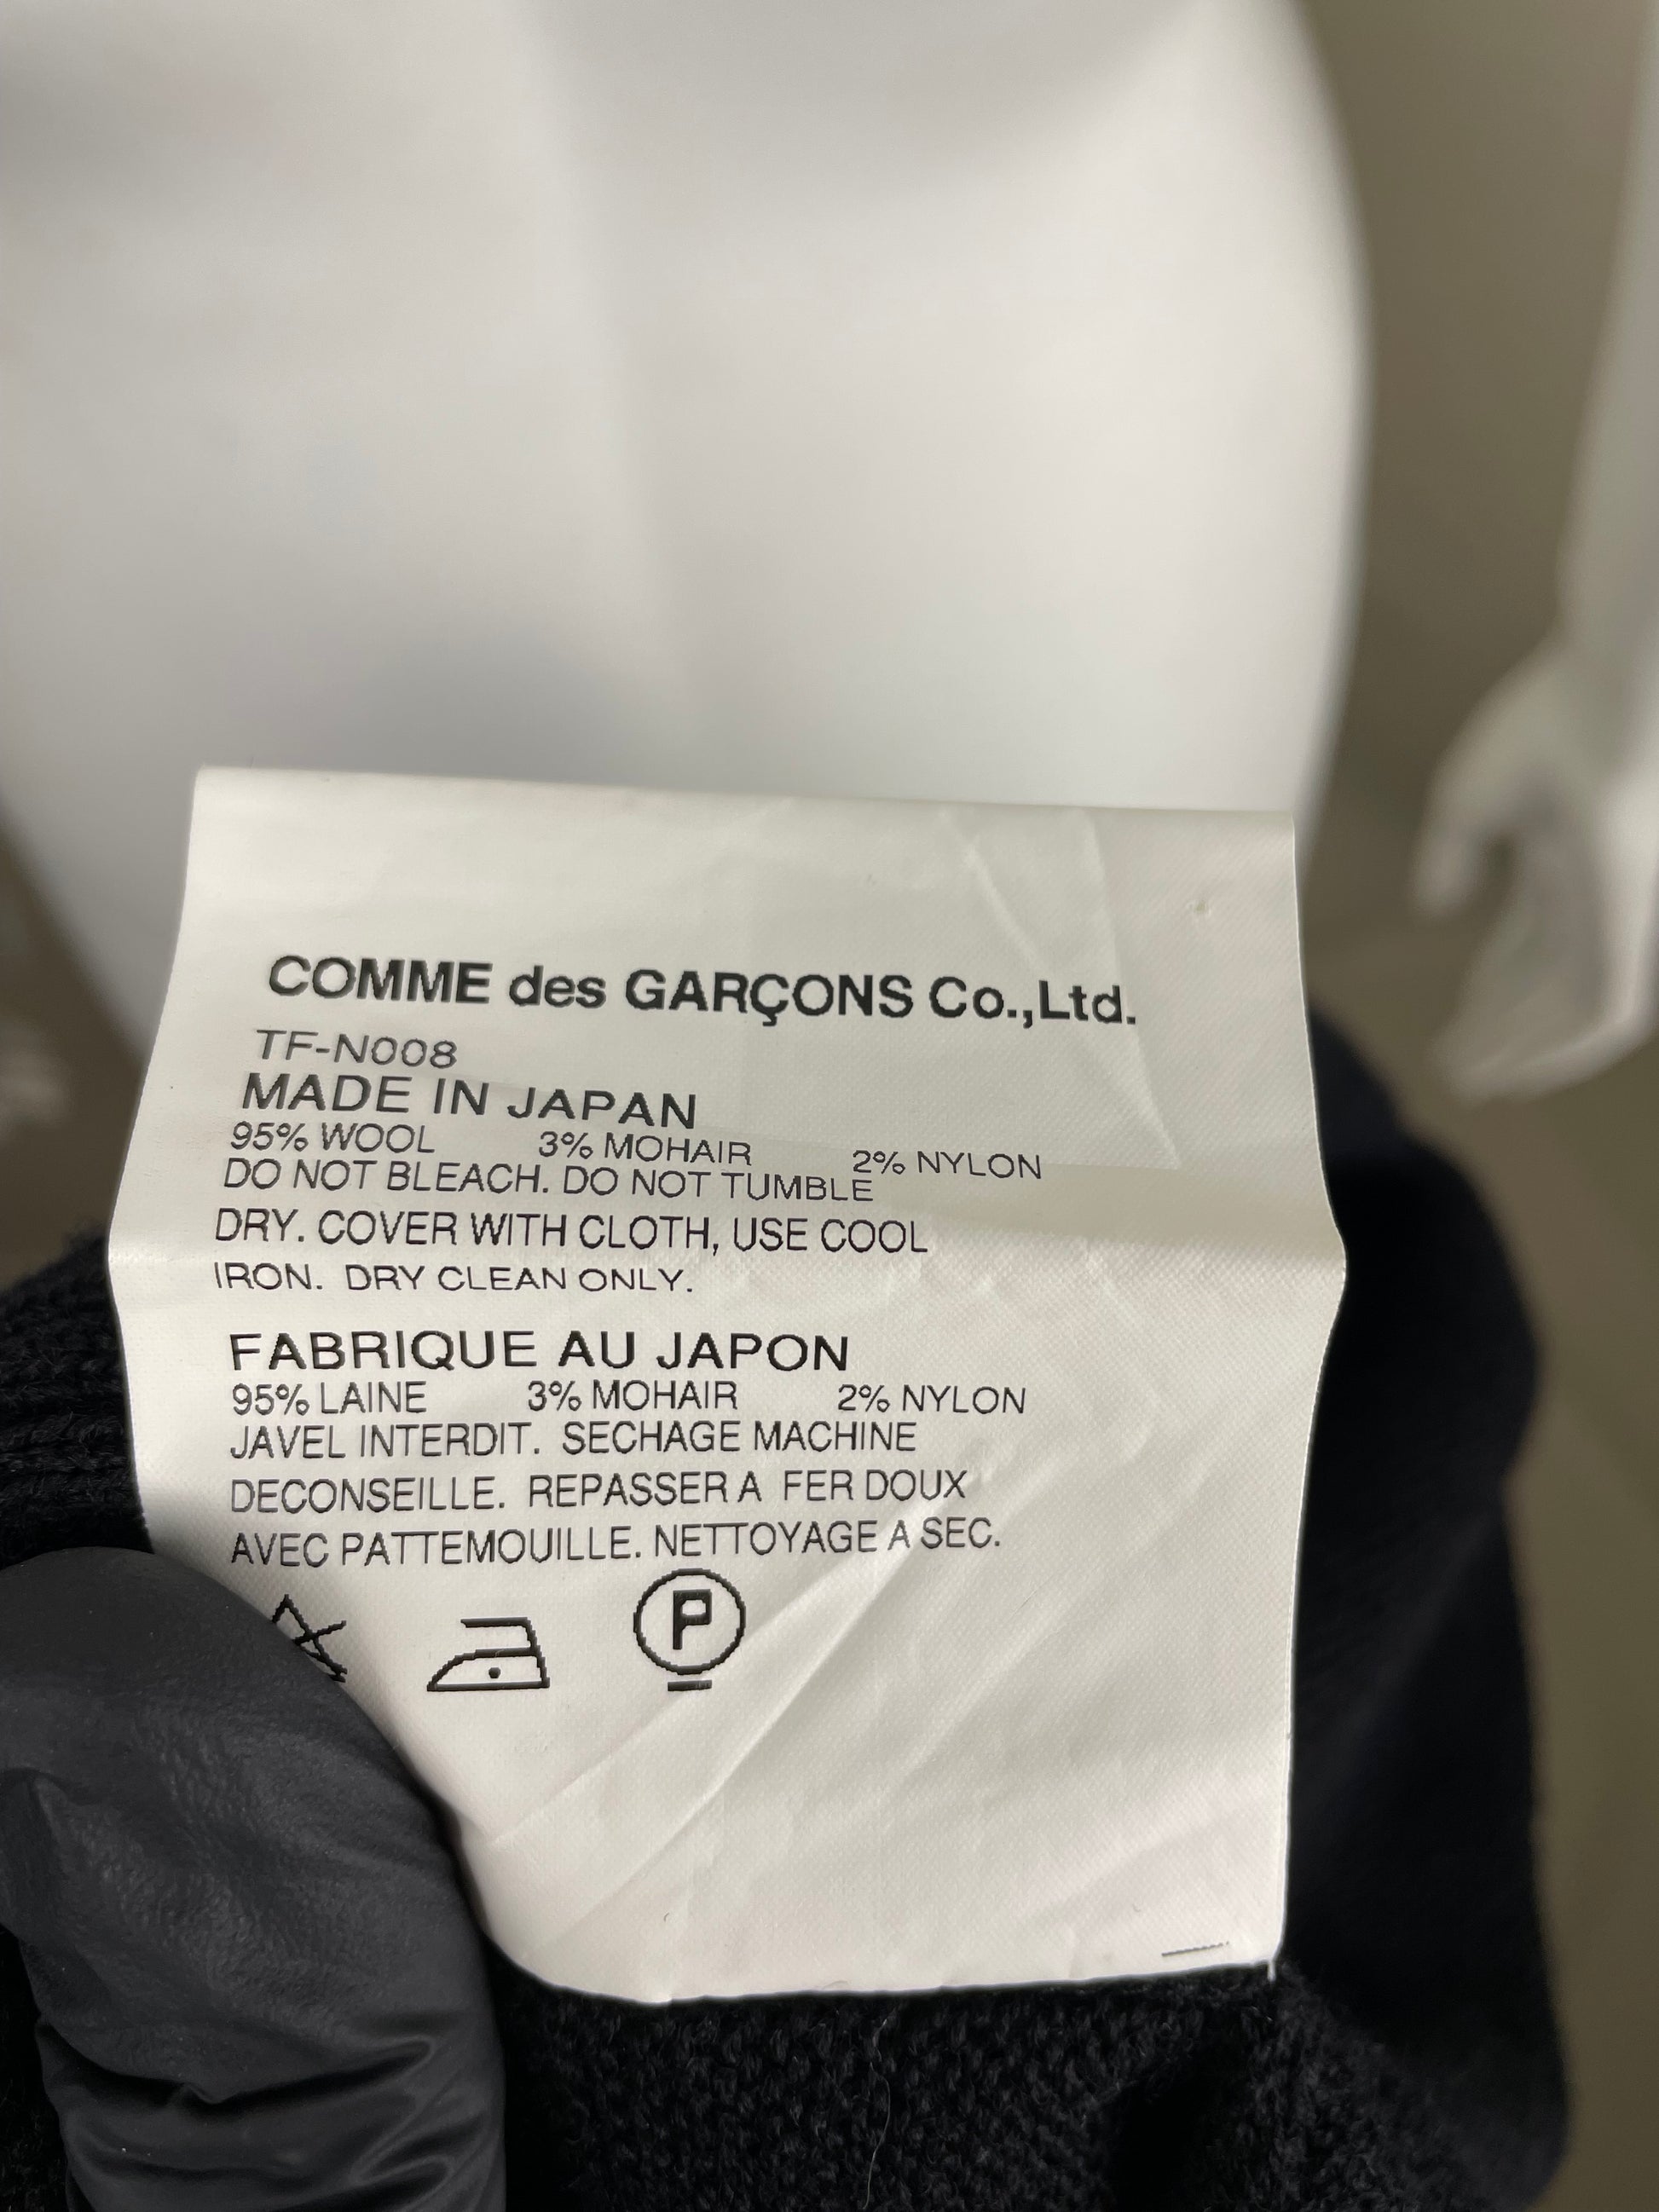 COMME des GARÇONS Co.,Ltd.
TF-N008
MADE IN JAPAN
95% WOOL 3% MOHAIR 2% NYLON
DO NOT BLEACH. DO NOT TUMBLE
DRY. COVER WITH CLOTH, USE COOL
IRON. DRY CLEAN ONLY.
FABRIQUE AU JAPON
95% LAINE 3% MOHAIR 2% NYLON
JAVEL INTERDIT. SECHAGE MACHINE
DECONSEILLE. REPASSER A FER DOUX
AVEC PATTEMOUILLE. NETTOYAGE A SEC.
P